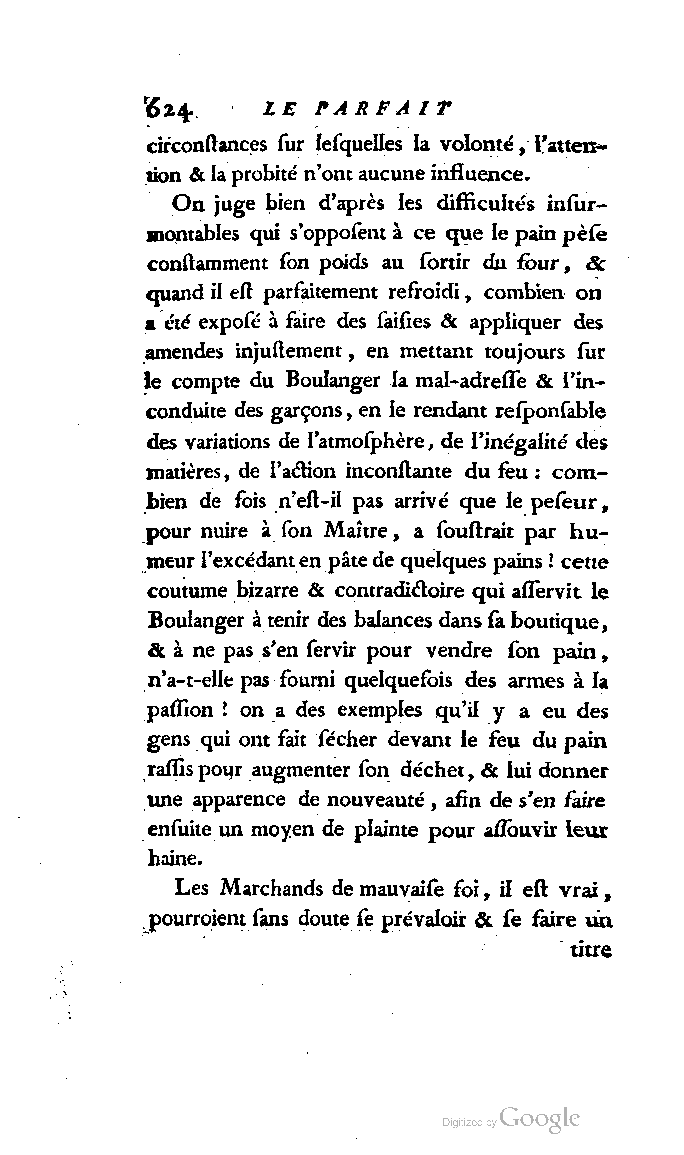 624. LE PARFAIT
circonſtances ſur leſquelles la volonté, l'atten-
tion & la probité n'ont aucune influence.
On juge bien d'après les difficultés inſur-
montables qui s'oppoſent à ce que le pain pèſe
conſtamment ſon poids au ſortir du four, &
quand il eſt parfaitement refroidi, combien on
a été expoſé à faire des ſaiſies & appliquer des
amendes injuſtement, en mettant toujours ſur
le compte du Boulanger la mal-adreſſe & l'in-
conduite des garçons, en le rendant reſponſable
des variations de l'atmoſphère, de l'inégalité des
matières, de l'action inconſtante du feu : com-
bien de fois n'eſt-il pas arrivé que le peſeur,
pour nuire à ſon Maître, a ſouſtrait par hu-
meur l'excédant en pâte de quelques pains ! cette
coutume bizarre & contradictoire qui aſſervit le
Boulanger à tenir des balances dans ſa boutique,
& à ne pas s'en ſervir pour vendre ſon pain,
n'a-t-elle pas fourni quelquefois des armes à la
paſſion ! on a des exemples qu'il y a eu des
gens qui ont fait ſécher devant le feu du pain
raſſis pour augmenter ſon déchet, & lui donner
une apparence de nouveauté, afin de s'en faire
enſuite un moyen de plainte pour aſſouvir leur
haine.
Les Marchands de mauvaiſe foi, il eſt vrai,
pourroient ſans doute ſe prévaloir & ſe faire un
titre
Digitized by Google